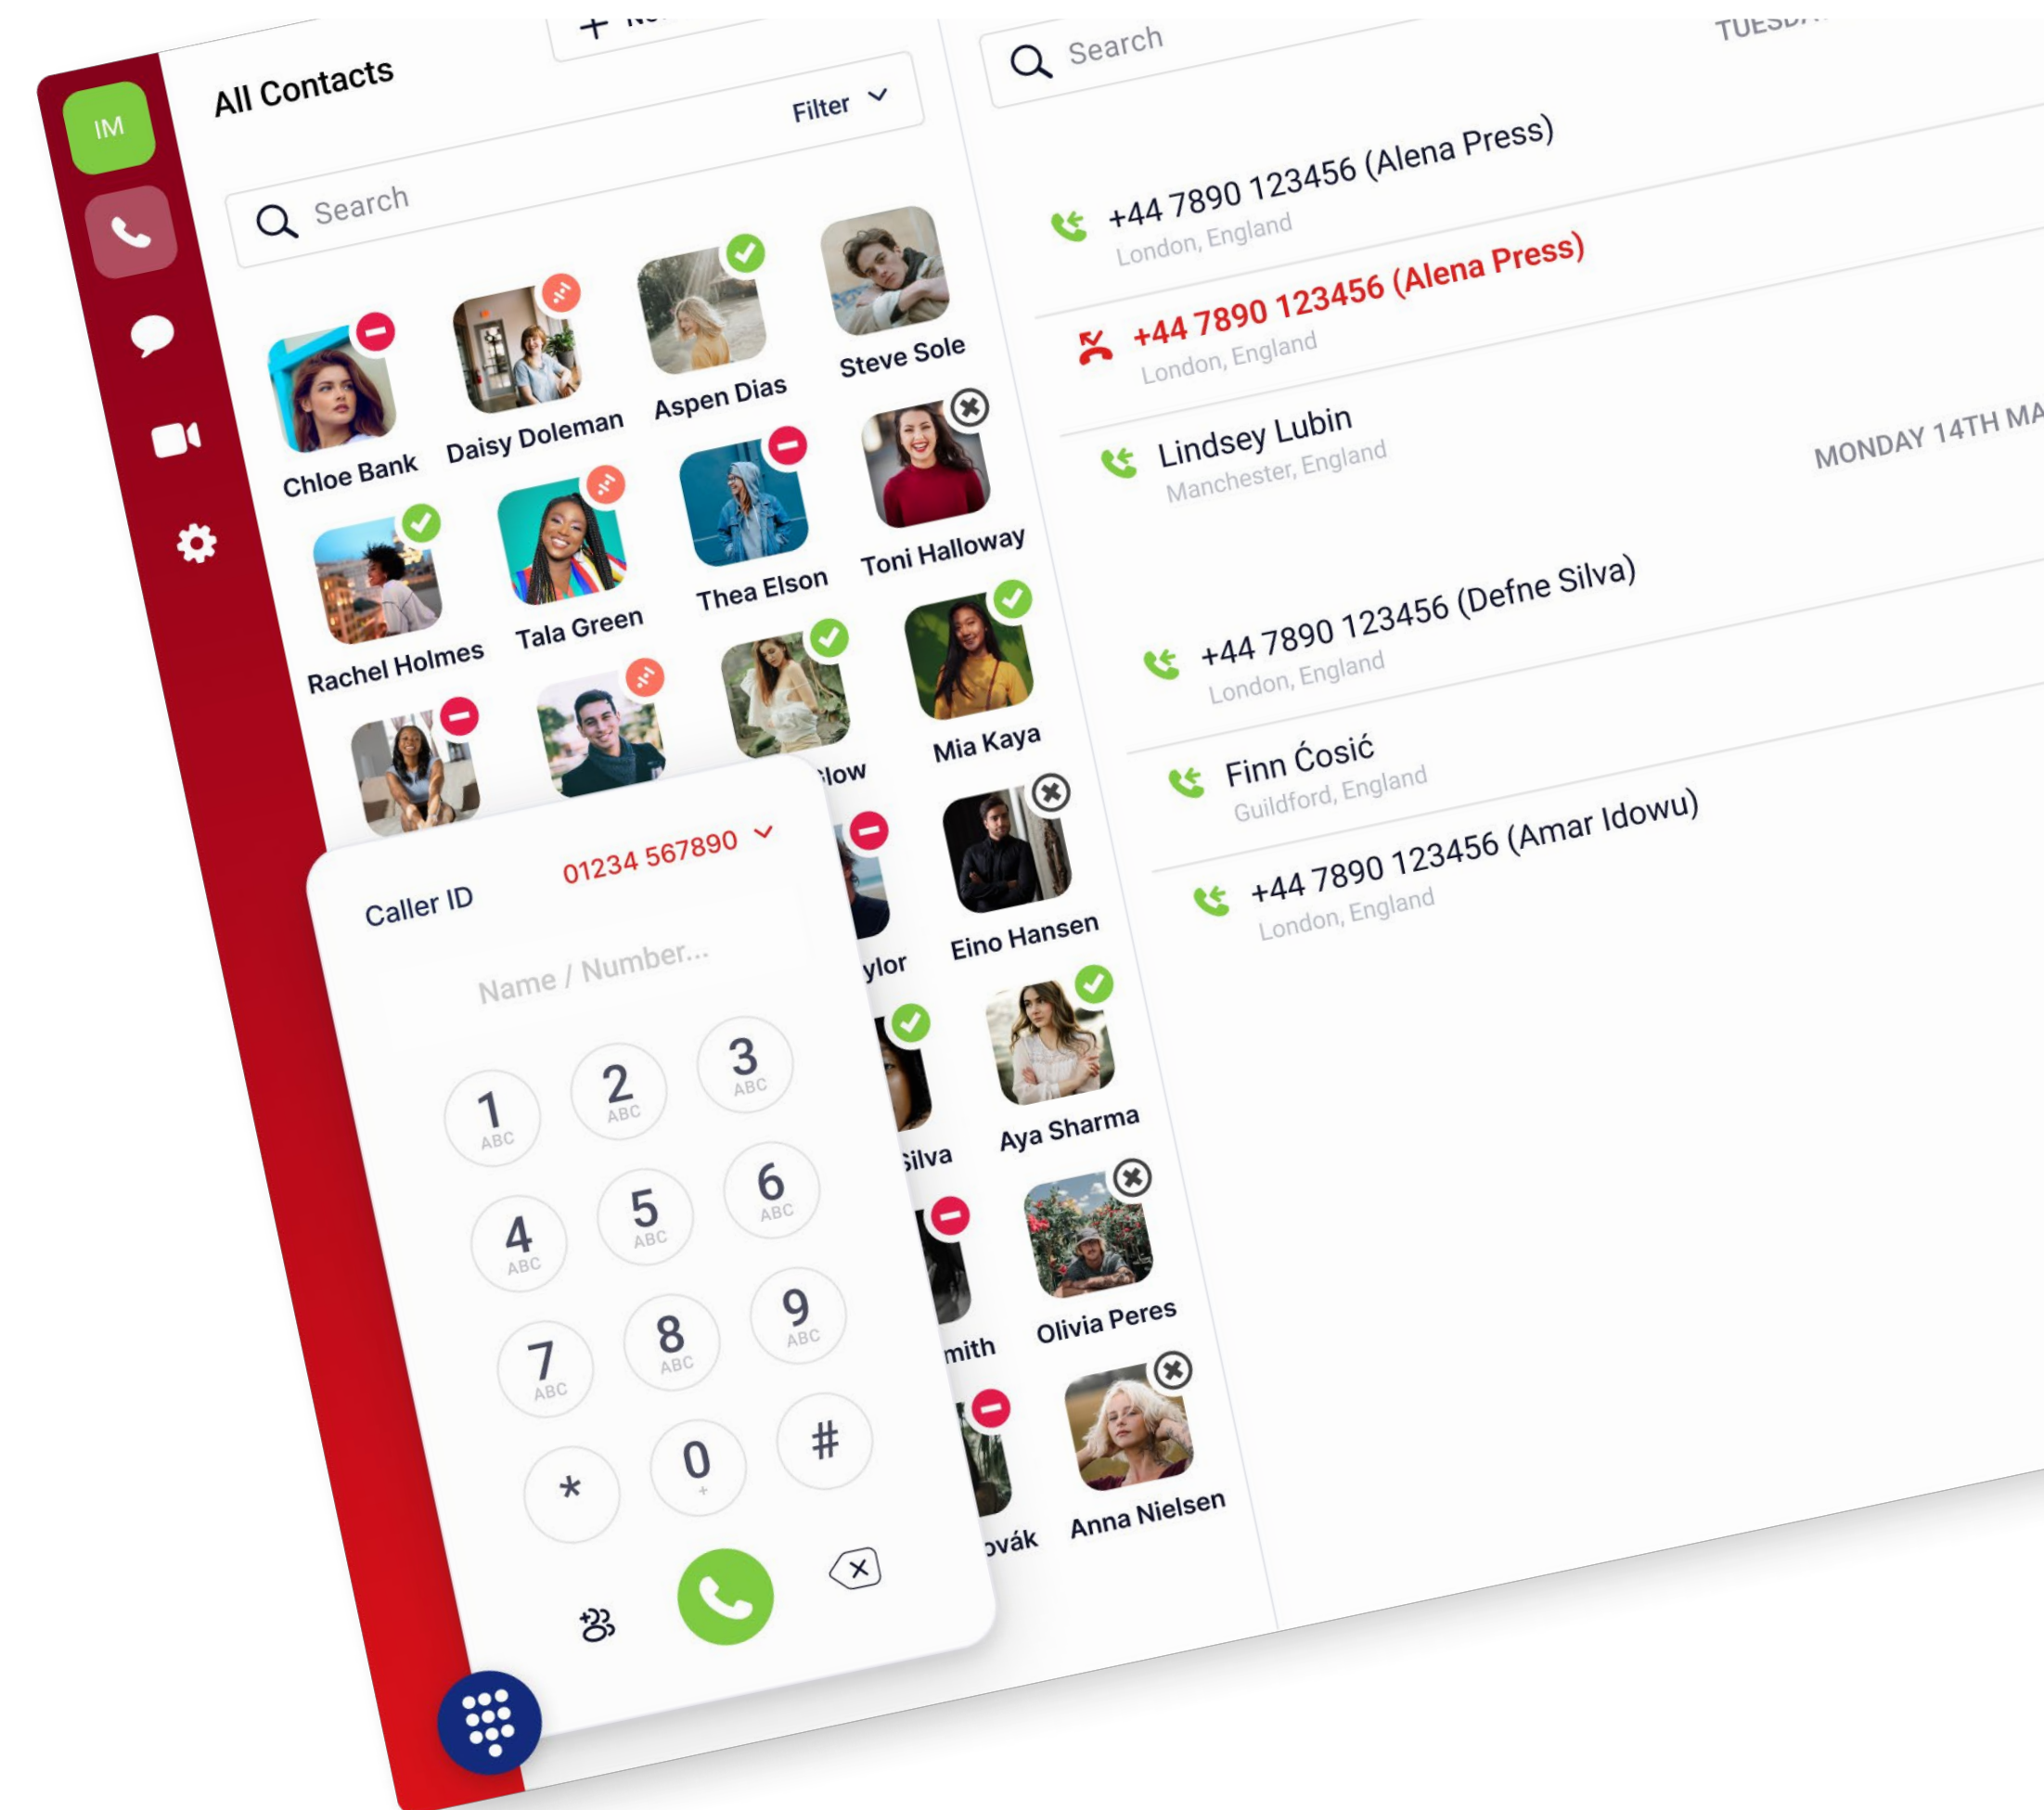 IM
All Contacts
Filter
Search
Chloe Bank
Daisy Doleman
Aspen Dias
Steve Sole
Rachel Holmes
Tala Green
Thea Elson
Toni Halloway
Mia Kaya
Eino Hansen
Silva
Aya Sharma
Olivia Peres
Anna Nielsen
Caller ID
01234 567890
Name / Number...
1
ABC
2
ABC
3
ABC
4
ABC
5
ABC
6
ABC
7
ABC
8
ABC
9
ABC
*
0
+
#
Search
+44 7890 123456 (Alena Press)
London, England
+44 7890 123456 (Alena Press)
London, England
Lindsey Lubin
Manchester, England
MONDAY 14TH MA
+44 7890 123456 (Defne Silva)
London, England
Finn Ćosić
Guildford, England
+44 7890 123456 (Amar Idowu)
London, England